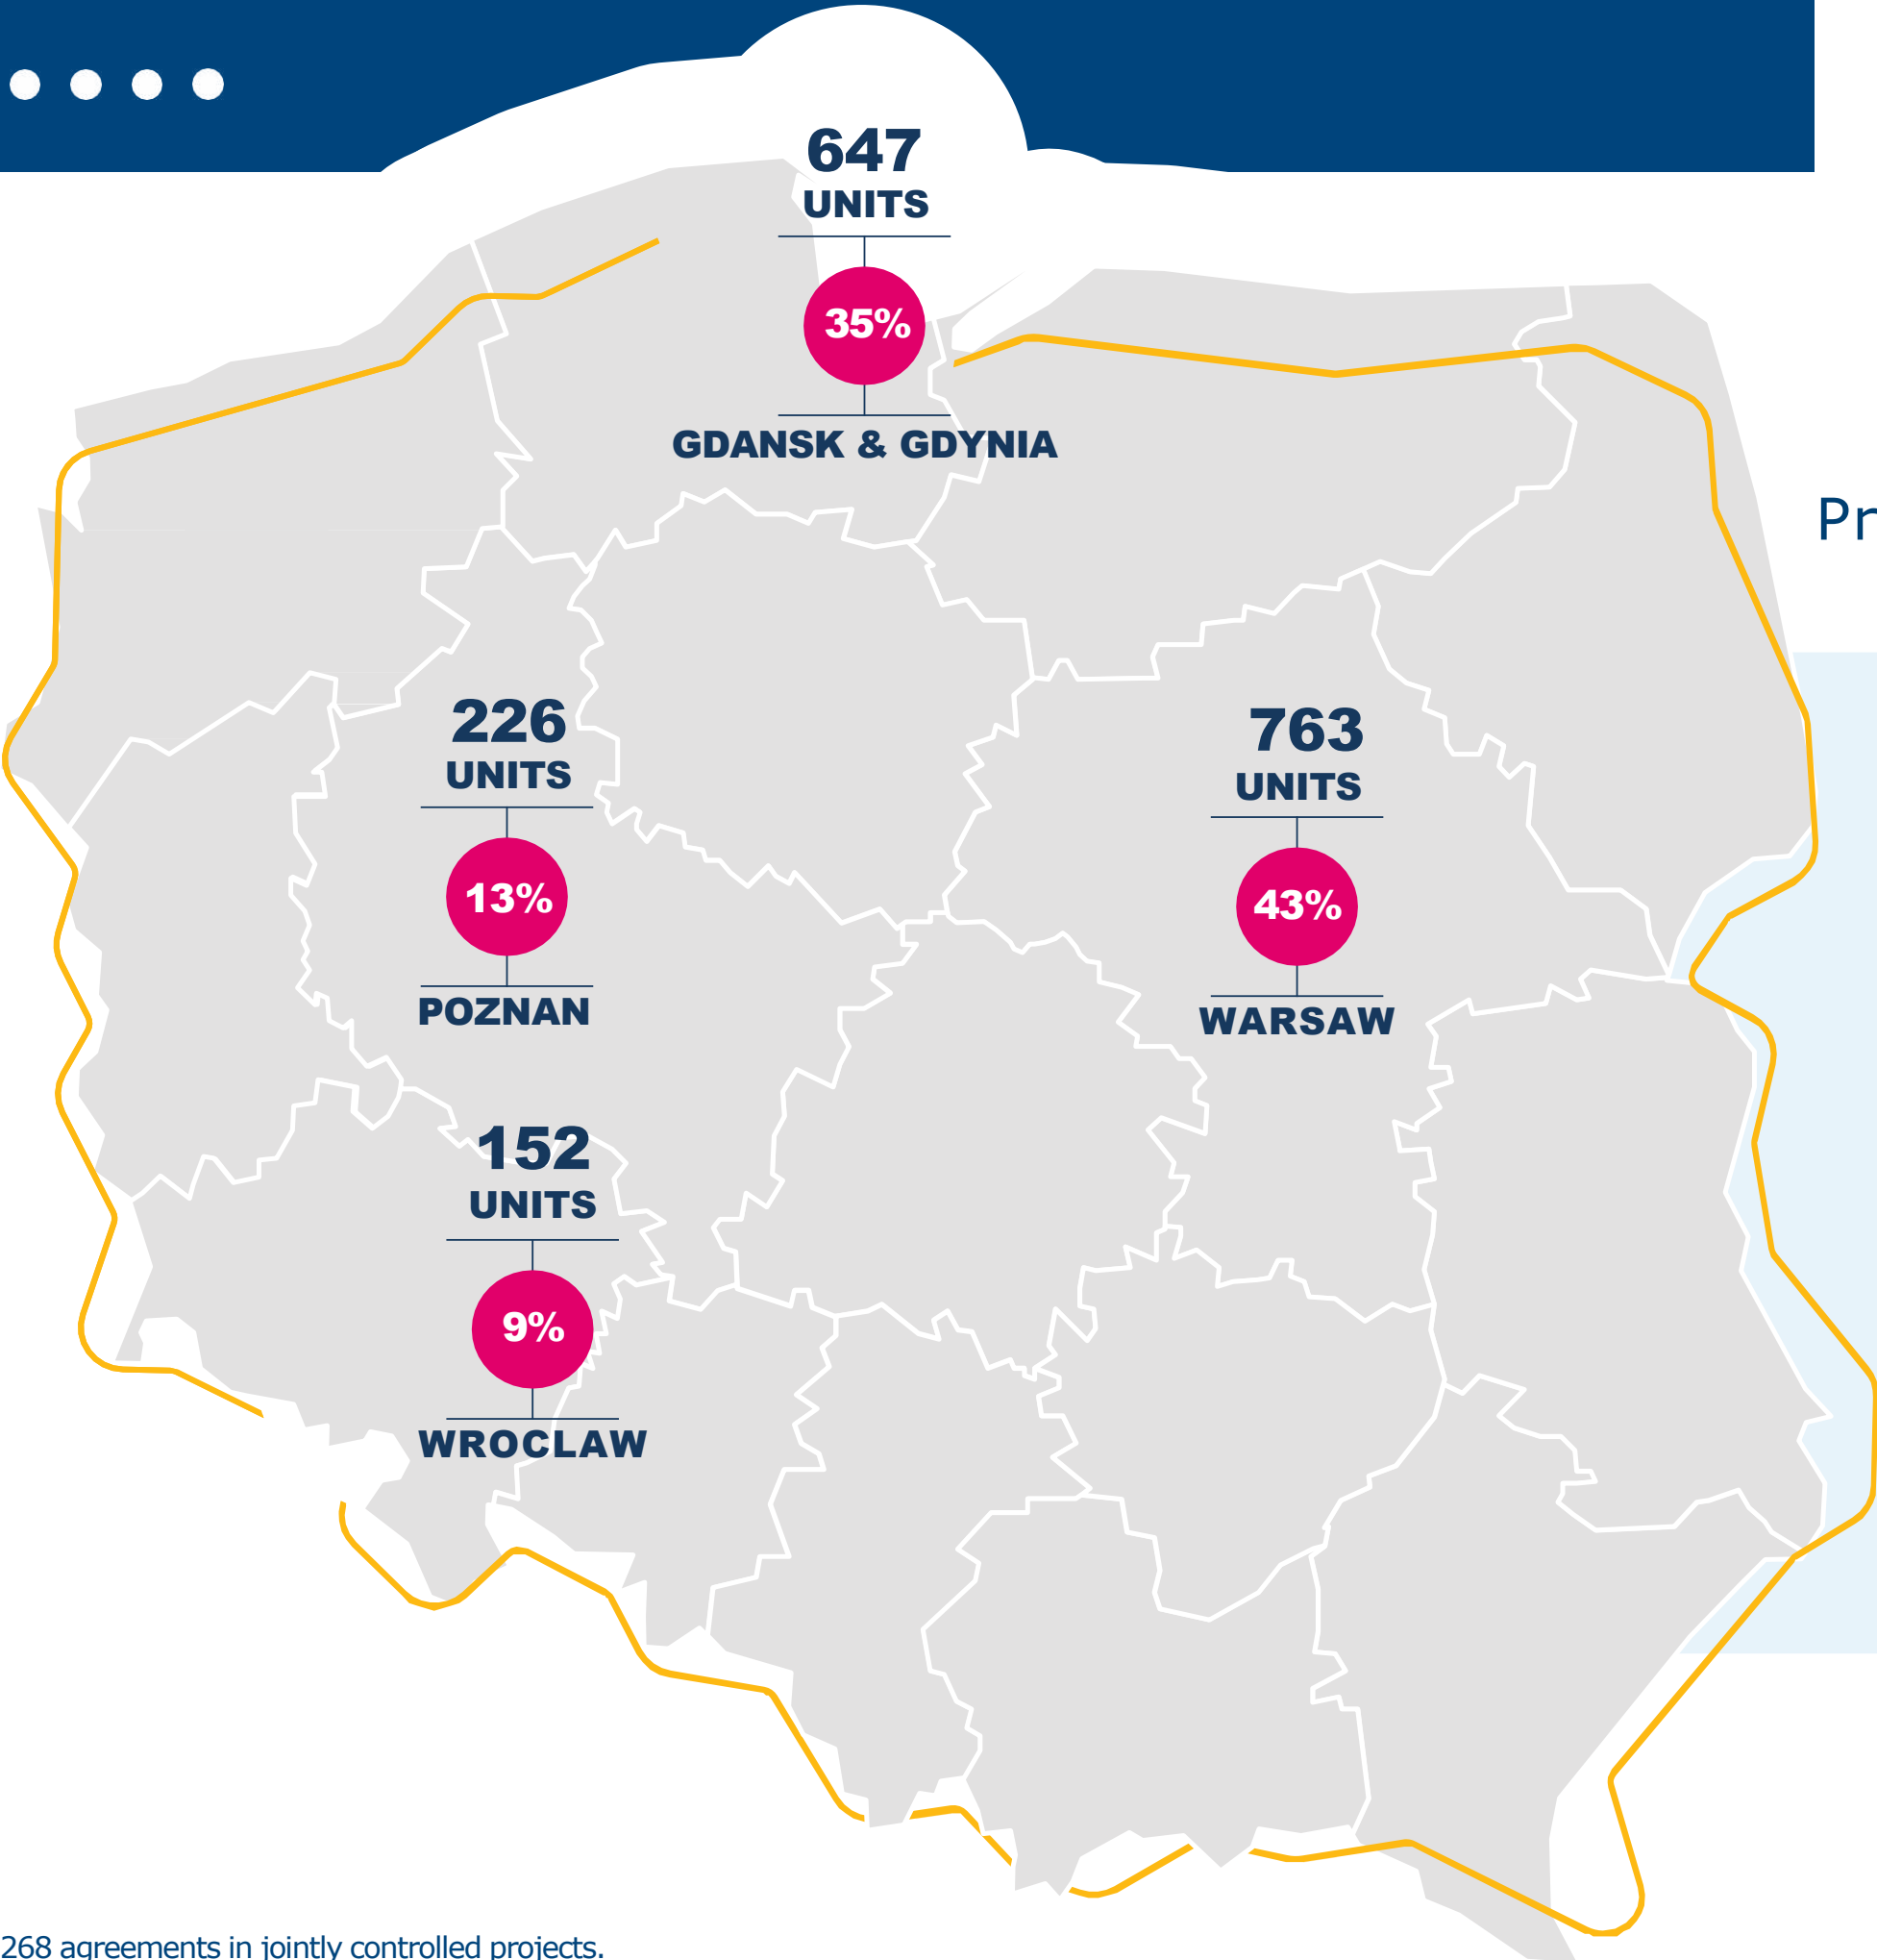 647
UNITS
35%
GDANSK & GDYNIA
Pr
226
UNITS
13%
POZNAN
763
UNITS
43%
WARSAW
152
UNITS
9%
WROCLAW
268 agreements in jointly controlled projects.